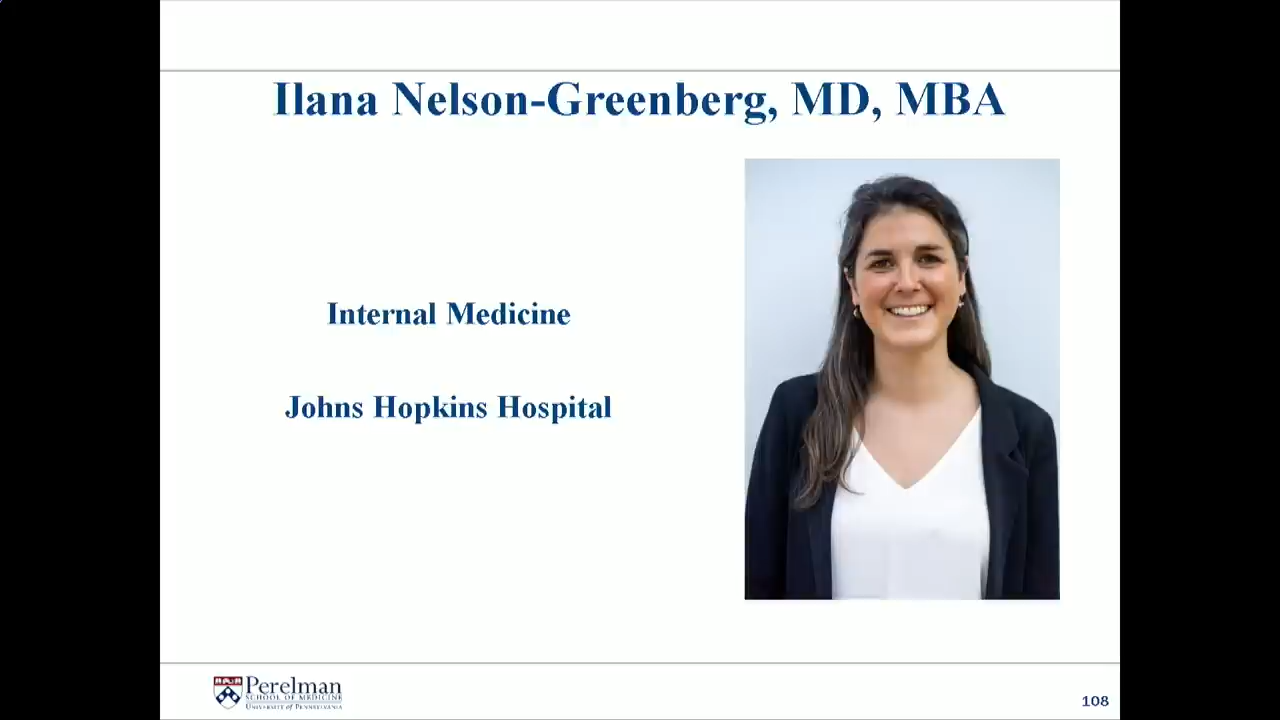 Ilana Nelson-Greenberg, MD, MBA
Internal Medicine
Johns Hopkins Hospital
Perelman
SCHOOL OF MEDICINE
UNIVERSITY of PENNSYLVANIA
108